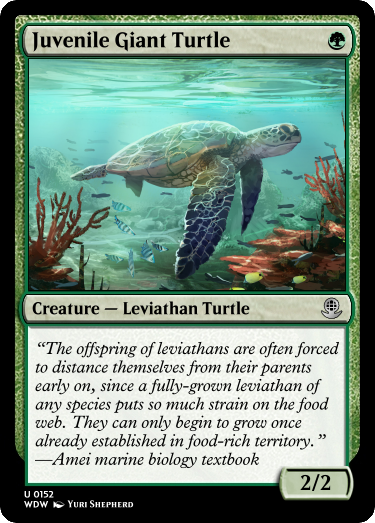 Juvenile Giant Turtle
Creature — Leviathan Turtle
“The offspring of leviathans are often forced
to distance themselves from their parents
early on, since a fully-grown leviathan of
any species puts so much strain on the food
web. They can only begin to grow once
already established in food-rich territory.”
—Amei marine biology textbook
2/2
U 0152
WDW Yuri Shepherd